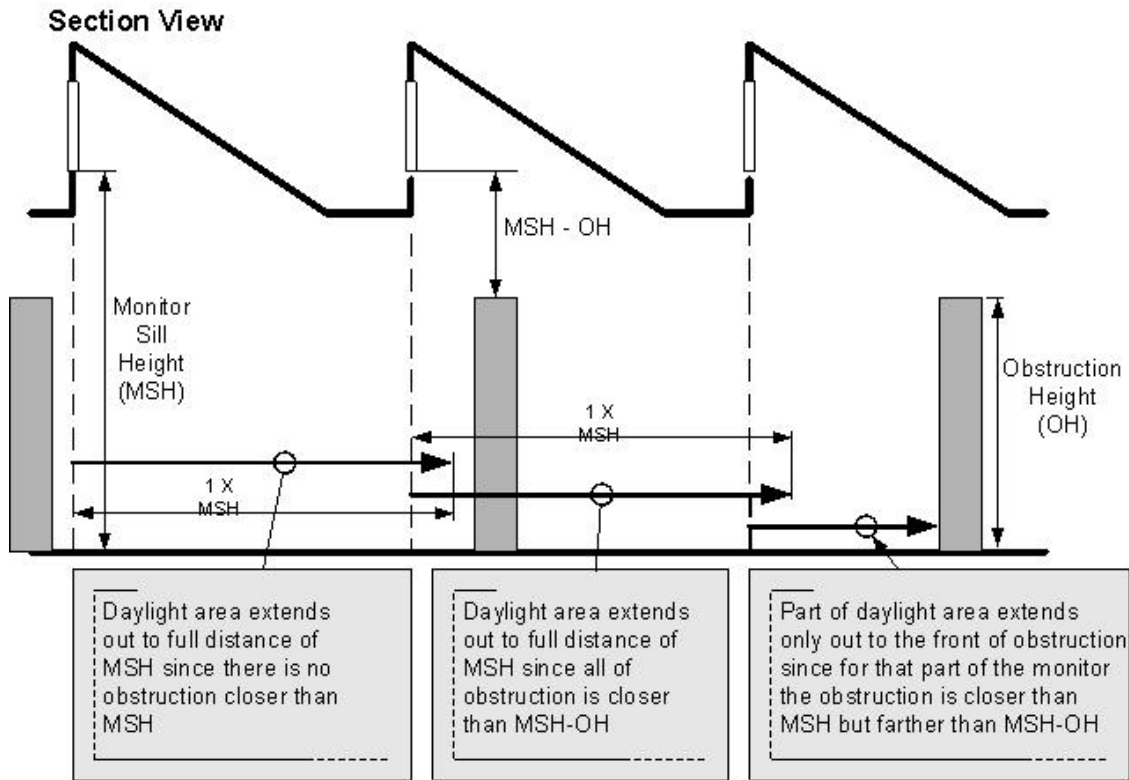 Section View
MSH - OH
Monitor
Sill
Height
(MSH)
Obstruction
Height
(OH)
1 X
MSH
1 X
MSH
Daylight area extends
out to full distance of
MSH since there is no
obstruction closer than
MSH
Daylight area extends
out to full distance of
MSH since all of
obstruction is closer
than MSH-OH
Part of daylight area extends
only out to the front of obstruction
since for that part of the monitor
the obstruction is closer than
MSH but farther than MSH-OH